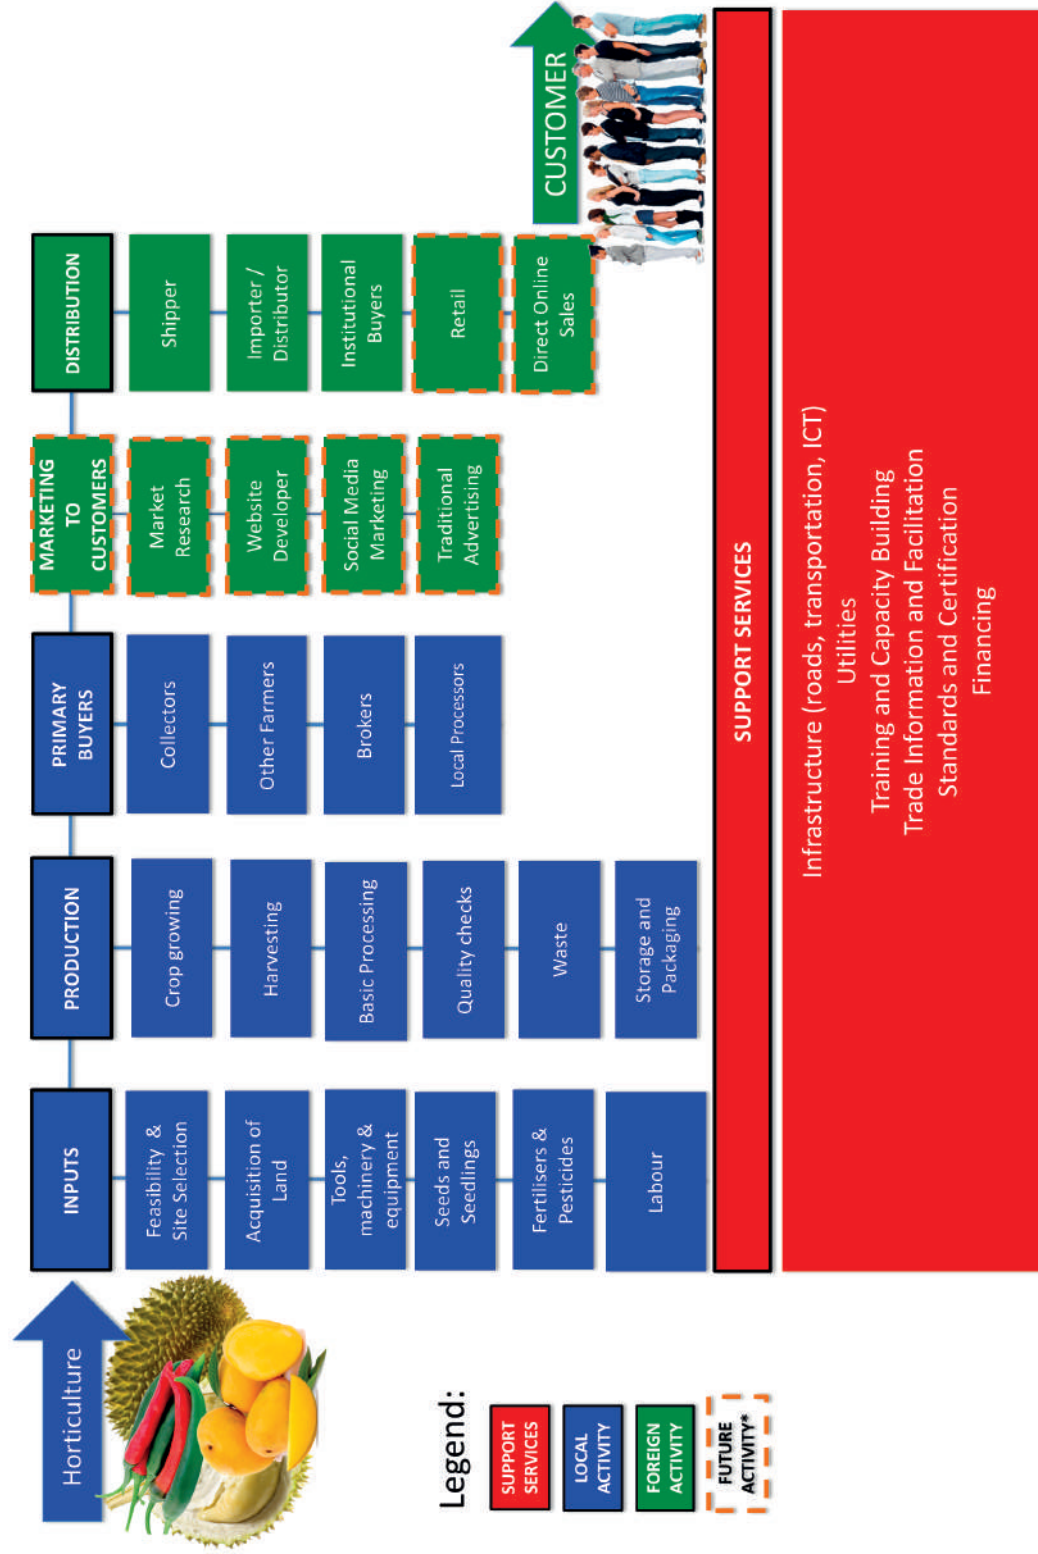 Horticulture
INPUTS
Feasibility &
Site Selection
Acquisition of
Land
Tools,
machinery &
equipment
Seeds and
Seedlings
Fertilisers &
Pesticides
Labour
PRODUCTION
Crop growing
Harvesting
Basic Processing
Quality checks
Waste
Storage and
Packaging
PRIMARY
BUYERS
Collectors
Other Farmers
Brokers
Local Processors
MARKETING
TO
CUSTOMERS
Market
Research
Website
Developer
Social Media
Marketing
Traditional
Advertising
DISTRIBUTION
Shipper
Importer /
Distributor
Institutional
Buyers
Retail
Direct Online
Sales
CUSTOMER
SUPPORT SERVICES
Infrastructure (roads, transportation, ICT)
Utilities
Training and Capacity Building
Trade Information and Facilitation
Standards and Certification
Financing
Legend:
SUPPORT
SERVICES
LOCAL
ACTIVITY
FOREIGN
ACTIVITY
FUTURE
ACTIVITY*